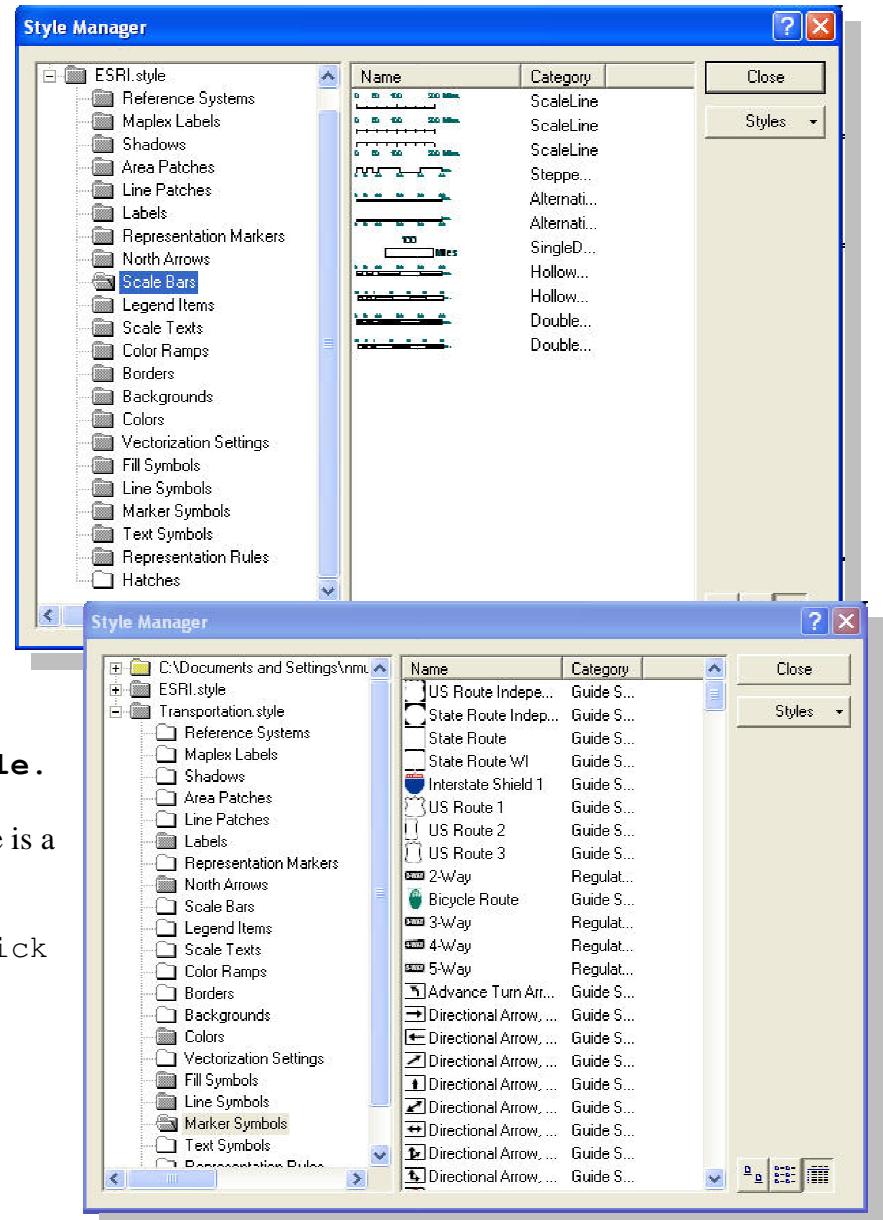 Style Manager
ESRI.style
Reference Systems
Maplex Labels
Shadows
Area Patches
Line Patches
Labels
Representation Markers
North Arrows
Scale Bars
Legend Items
Scale Texts
Color Ramps
Borders
Backgrounds
Colors
Vectorization Settings
Fill Symbols
Line Symbols
Marker Symbols
Text Symbols
Representation Rules
Hatches
Name Category
ScaleLine
ScaleLine
ScaleLine
Steppe...
Alternati...
Alternati...
100
SingleD...
Miles
Hollow...
Hollow...
Double...
Double...
Close
Styles
le.
e is a
ick
Style Manager
C:\Documents and Settings\nmu
ESRI.style
Transportation.style
Reference Systems
Maplex Labels
Shadows
Area Patches
Line Patches
Labels
Representation Markers
North Arrows
Scale Bars
Legend Items
Scale Texts
Color Ramps
Borders
Backgrounds
Colors
Vectorization Settings
Fill Symbols
Line Symbols
Marker Symbols
Text Symbols
Representation Rules
Name Category
US Route Indepe... Guide S...
State Route Indep... Guide S...
State Route Guide S...
State Route WI Guide S...
Interstate Shield 1 Guide S...
US Route 1 Guide S...
US Route 2 Guide S...
US Route 3 Guide S...
2-Way Regulat...
Bicycle Route Guide S...
3-Way Regulat...
4-Way Regulat...
5-Way Regulat...
Advance Turn Arr... Guide S...
Directional Arrow, ... Guide S...
Directional Arrow, ... Guide S...
Directional Arrow, ... Guide S...
Directional Arrow, ... Guide S...
Directional Arrow, ... Guide S...
Directional Arrow, ... Guide S...
Directional Arrow, ... Guide S...
Directional Arrow, ... Guide S...
Close
Styles